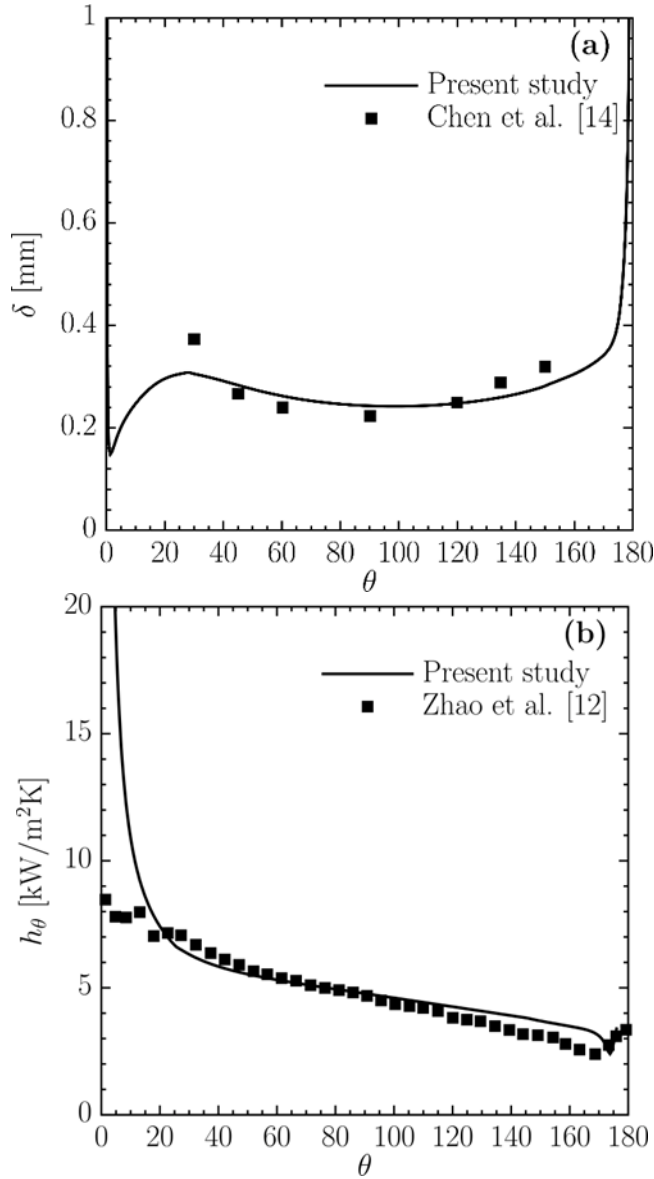 (a)
Present study
Chen et al. [14]
1
0.8
0.6
0.4
0.2
0
δ [mm]
0 20 40 60 80 100 120 140 160 180
θ
(b)
Present study
Zhao et al. [12]
20
15
10
5
0
h_θ [kW/m²K]
0 20 40 60 80 100 120 140 160 180
θ